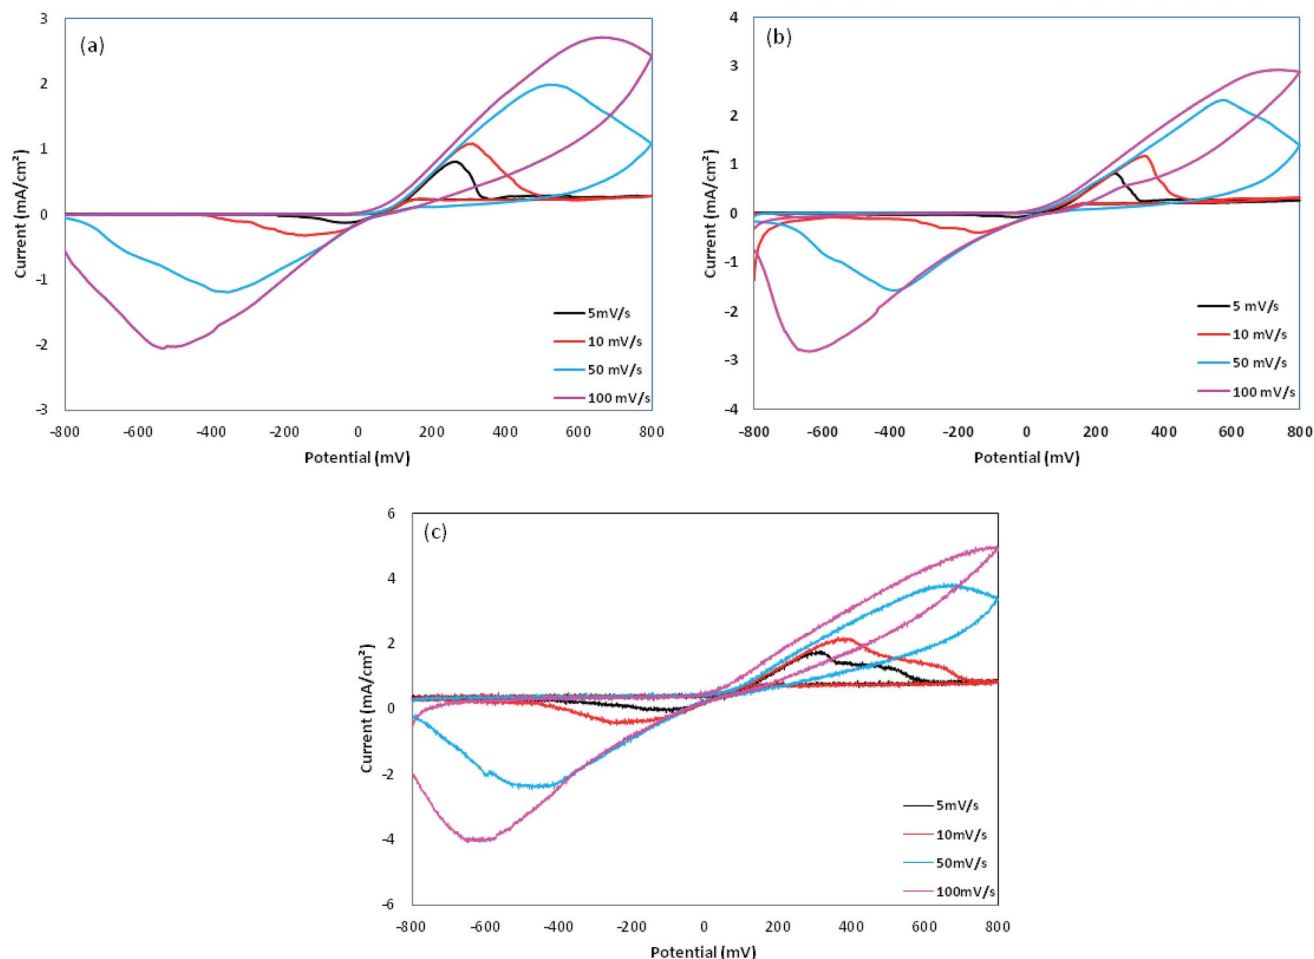 (a)
3
2
1
0
-1
-2
-3
Current (mA/cm²)
-800 -600 -400 -200 0 200 400 600 800
Potential (mV)
5mV/s
10 mV/s
50 mV/s
100 mV/s
(b)
4
3
2
1
0
-1
-2
-3
-4
Current (mA/cm²)
-800 -600 -400 -200 0 200 400 600 800
Potential (mV)
5 mV/s
10 mV/s
50 mV/s
100 mV/s
(c)
6
4
2
0
-2
-4
-6
Current (mA/cm²)
-800 -600 -400 -200 0 200 400 600 800
Potential (mV)
5mV/s
10mV/s
50mV/s
100mV/s